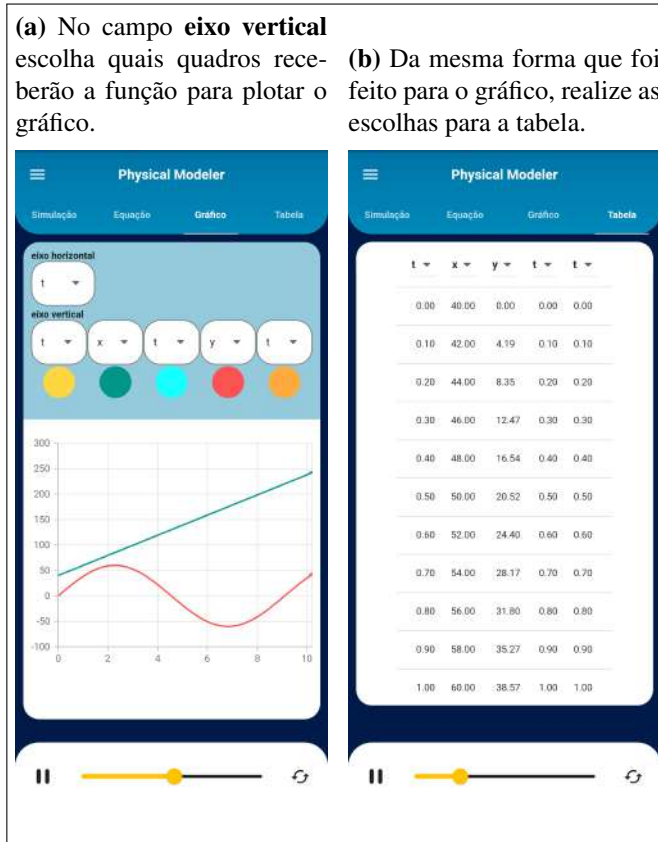 (a) No campo eixo vertical
escolha quais quadros rece-
berão a função para plotar o
gráfico.
(b) Da mesma forma que foi
feito para o gráfico, realize as
escolhas para a tabela.
Physical Modeler
Simulação Equação Gráfico Tabela
eixo horizontal
t
eixo vertical
t x t y t
300
250
200
150
100
50
0
-50
-100
0 2 4 6 8 10
Physical Modeler
Simulação Equação Gráfico Tabela
t x y t t
0.00 40.00 0.00 0.00 0.00
0.10 42.00 4.19 0.10 0.10
0.20 44.00 8.35 0.20 0.20
0.30 46.00 12.47 0.30 0.30
0.40 48.00 16.54 0.40 0.40
0.50 50.00 20.52 0.50 0.50
0.60 52.00 24.40 0.60 0.60
0.70 54.00 28.17 0.70 0.70
0.80 56.00 31.80 0.80 0.80
0.90 58.00 35.27 0.90 0.90
1.00 60.00 38.57 1.00 1.00